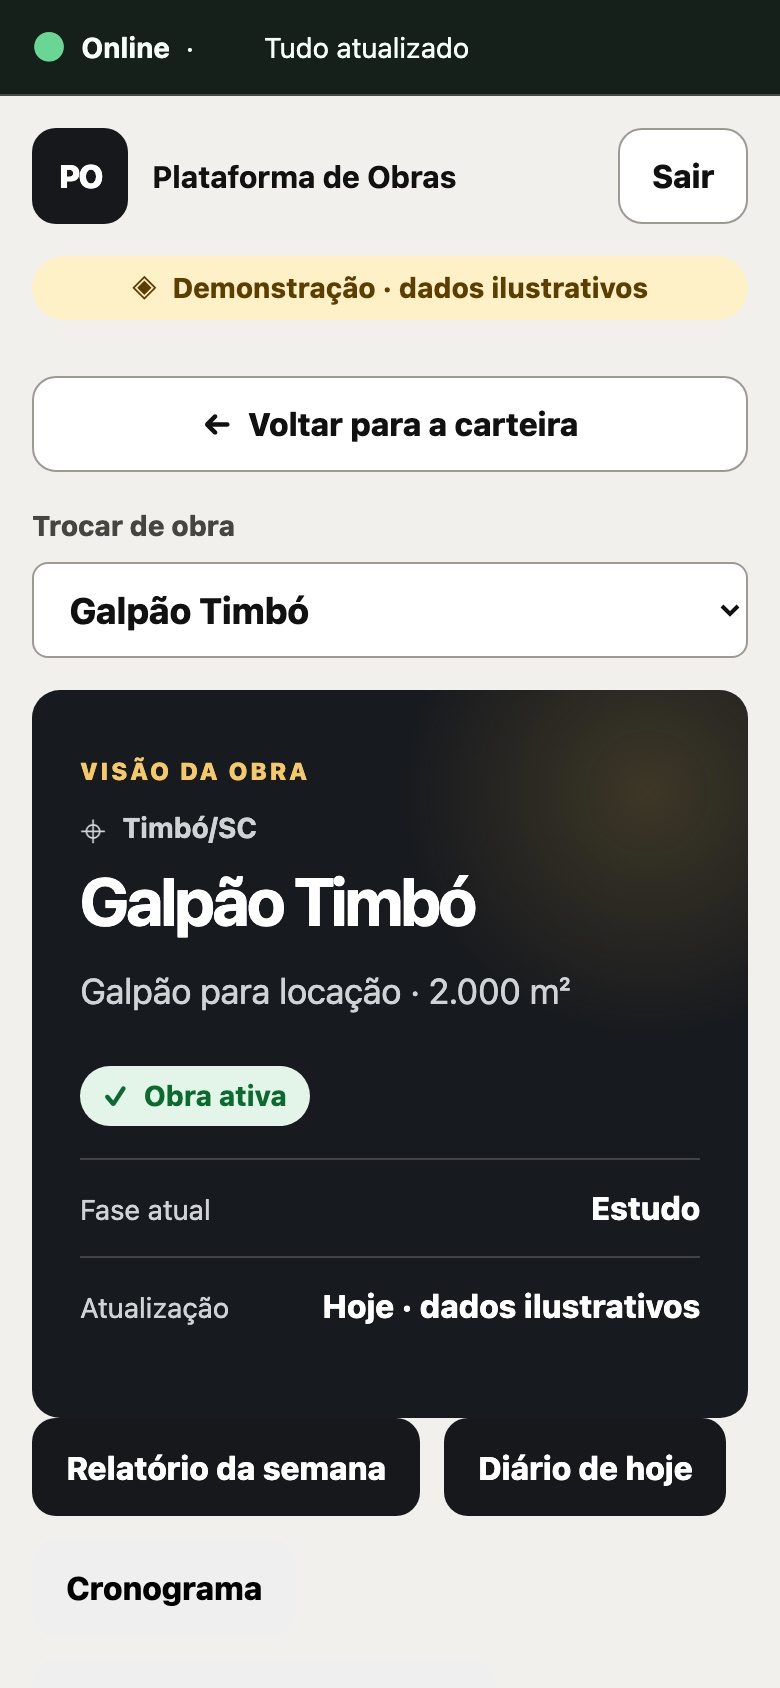 Online · Tudo atualizado
PO Plataforma de Obras Sair
◈ Demonstração · dados ilustrativos
← Voltar para a carteira
Trocar de obra
Galpão Timbó
VISÃO DA OBRA
Timbó/SC
Galpão Timbó
Galpão para locação · 2.000 m²
✓ Obra ativa
Fase atual Estudo
Atualização Hoje · dados ilustrativos
Relatório da semana Diário de hoje
Cronograma